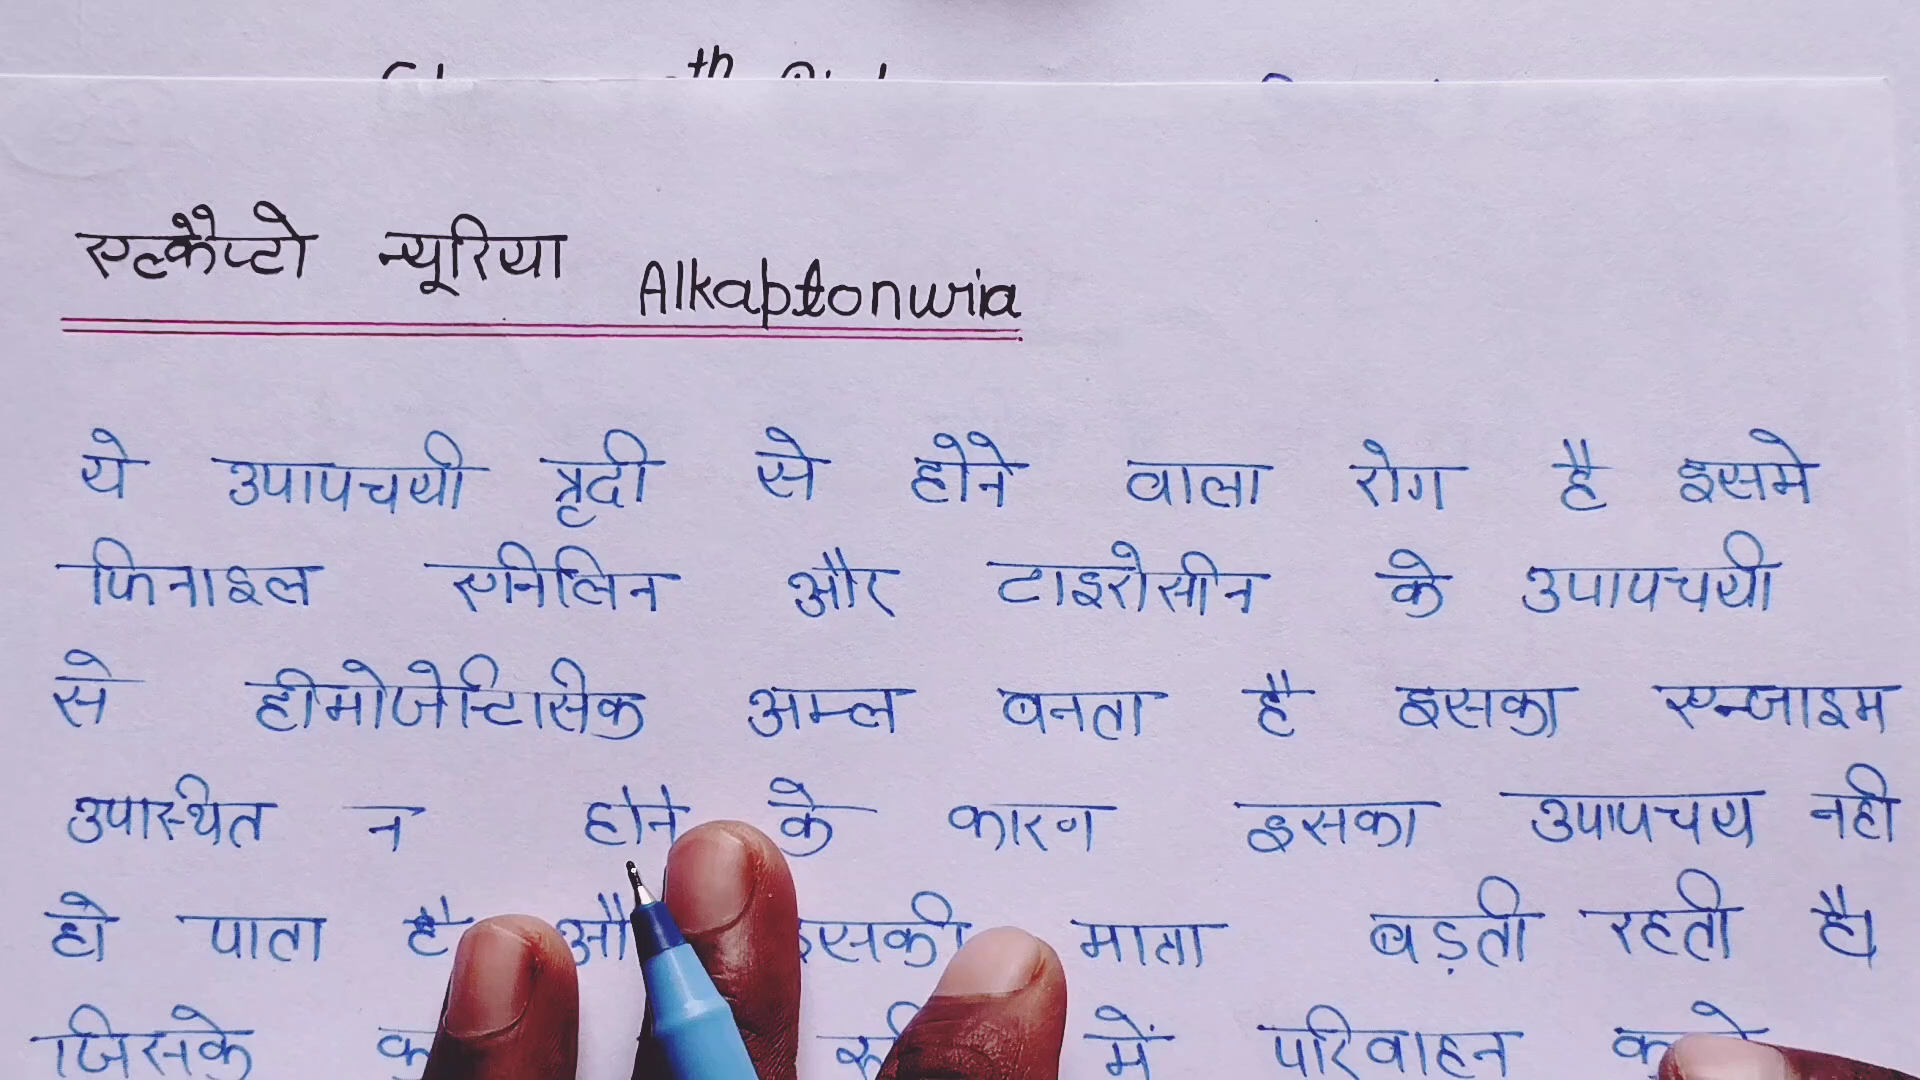 th
एल्कैप्टो न्यूरिया Alkaptonuria
ये उपापचयी त्रृदी से होने वाला रोग है इसमे
फिनाइल एनिलिन और टाइरोसीन के उपापचयी
से होमोजेन्टिसिक अम्ल बनता है इसका एन्जाइम
उपास्थित न होने के कारण इसका उपापचय नही
हो पाता है इसकी माता बड़ती रहती है।
जिसके में परिवाहन